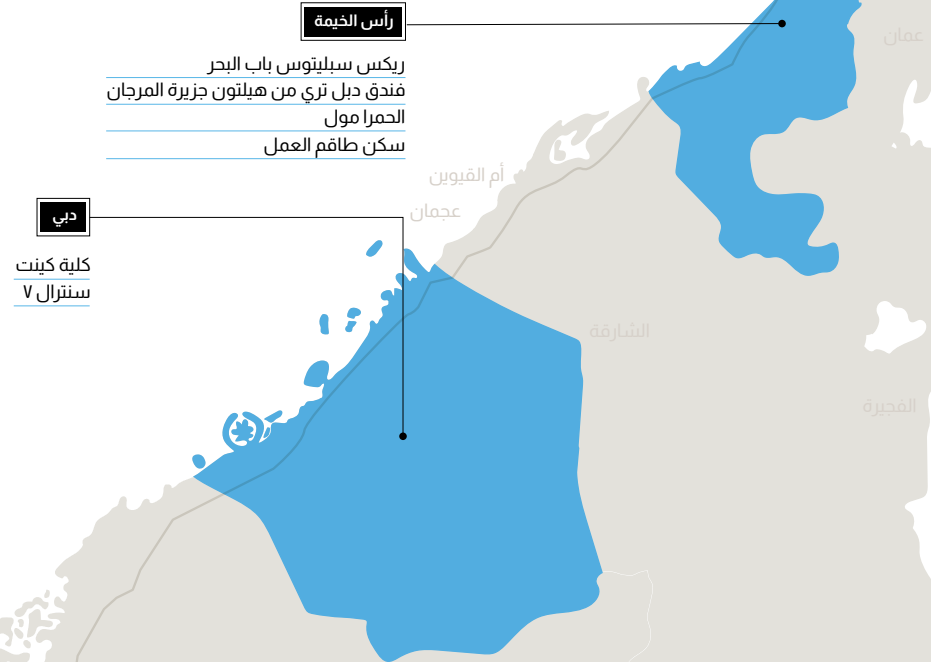 رأس الخيمة
ريكس سبليتوس باب البحر
فندق دبل تري من هيلتون جزيرة المرجان
الحمرا مول
سكن طاقم العمل
دبي
كلية كينت
سنترال ٧
عمان
أم القيوين
عجمان
الشارقة
الفجيرة